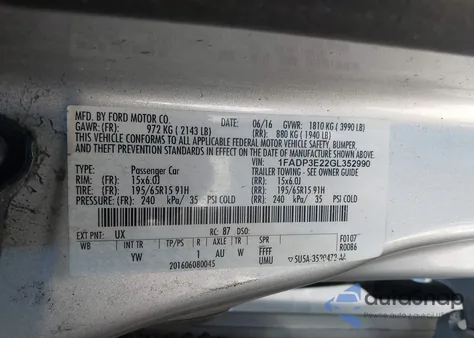 MFD. BY FORD MOTOR CO. DATE: 06/16 GVWR: 1810 KG ( 3990 LB)
GAWR: (FR): 972 KG ( 2143 LB) (RR): 880 KG ( 1940 LB)
THIS VEHICLE CONFORMS TO ALL APPLICABLE FEDERAL MOTOR VEHICLE SAFETY, BUMPER,
AND THEFT PREVENTION STANDARDS IN EFFECT ON THE DATE OF MANUFACTURE SHOWN ABOVE.
VIN: 1FADP3E22GL352990
TYPE: Passenger Car TRAILER TOWING - SEE OWNER GUIDE
RIM: (FR): 15x6.0J (RR): 15x6.0J
TIRES: (FR): 195/65R15 91H (RR): 195/65R15 91H
PRESSURE: (FR): 240 kPa/ 35 PSI COLD (RR): 240 kPa/ 35 PSI COLD
EXT PNT: UX RC: 87 DSO: F0107
WB INT TR TP/PS R AXLE TR SPR R0086
YW 1 AU W FFFF
201606080045 UMU
autosnap